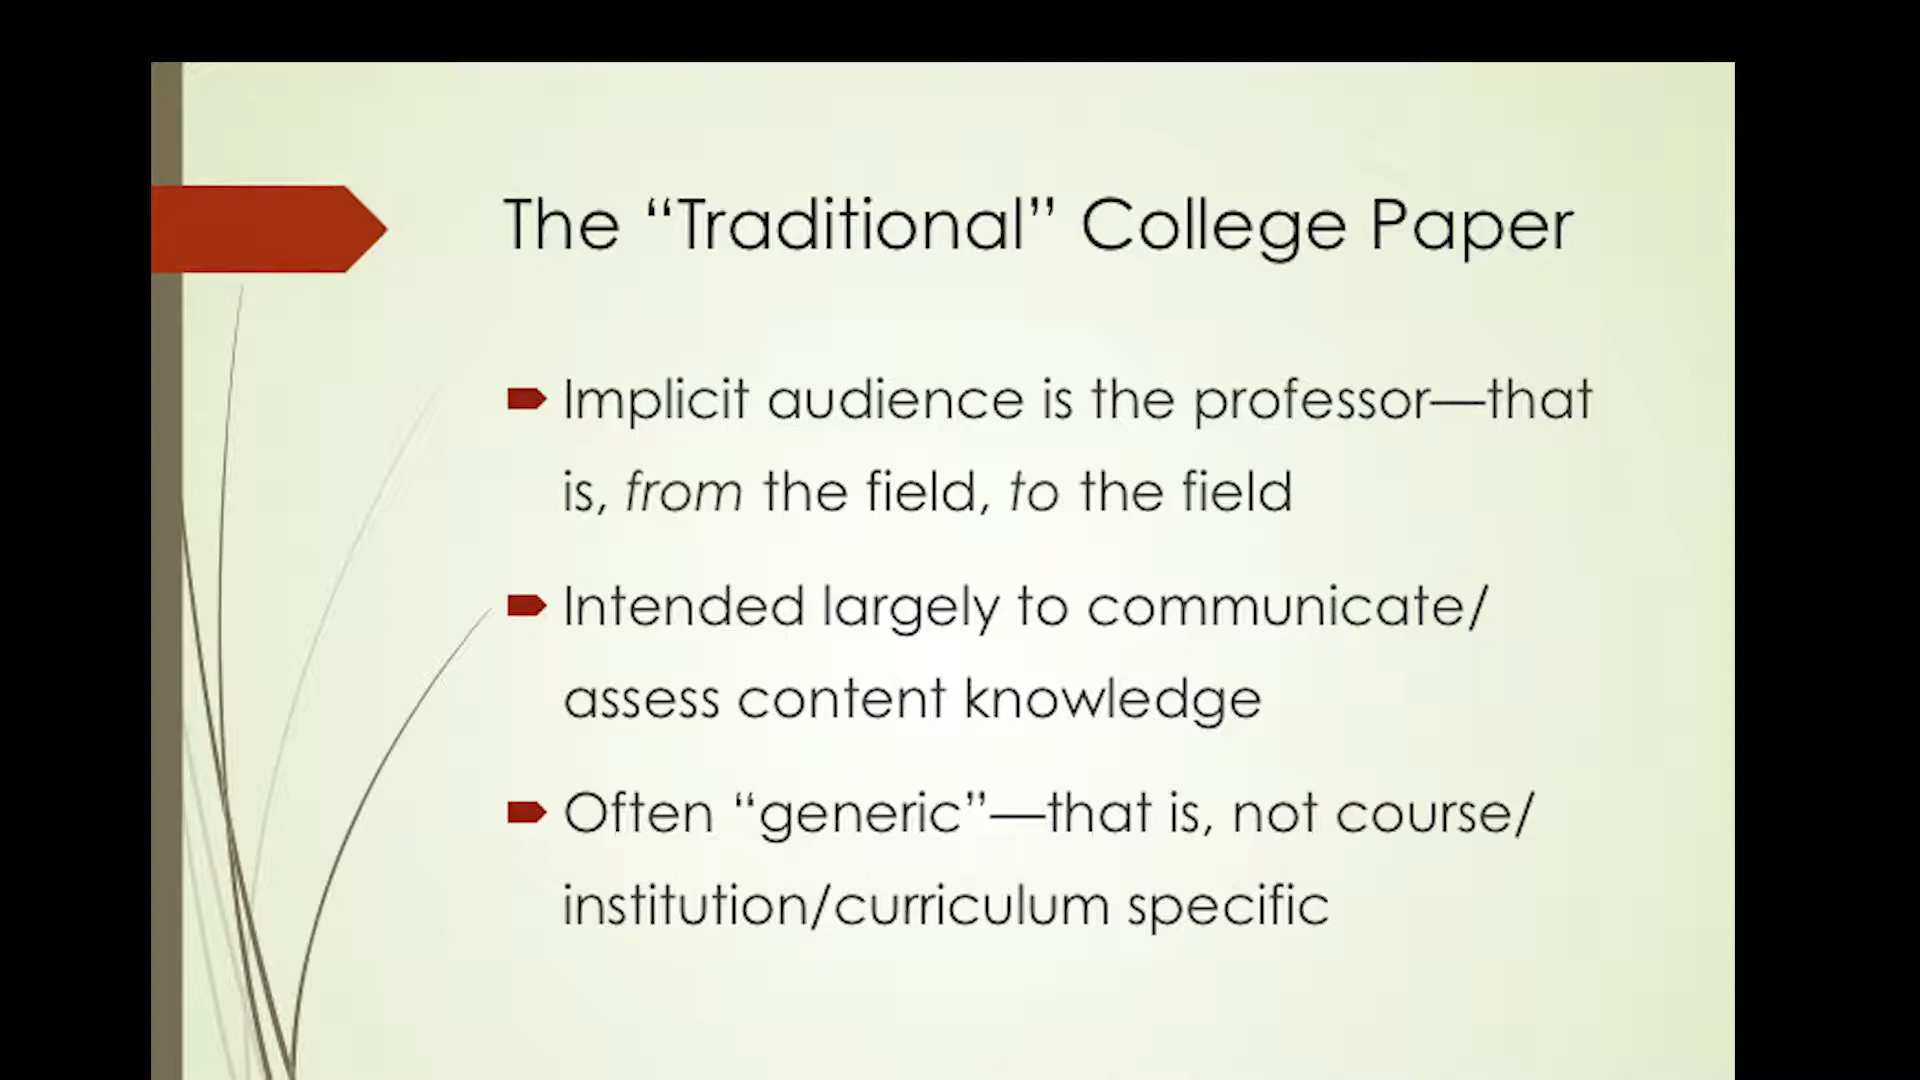 The “Traditional” College Paper
Implicit audience is the professor—that
is, from the field, to the field
Intended largely to communicate/
assess content knowledge
Often “generic”—that is, not course/
institution/curriculum specific